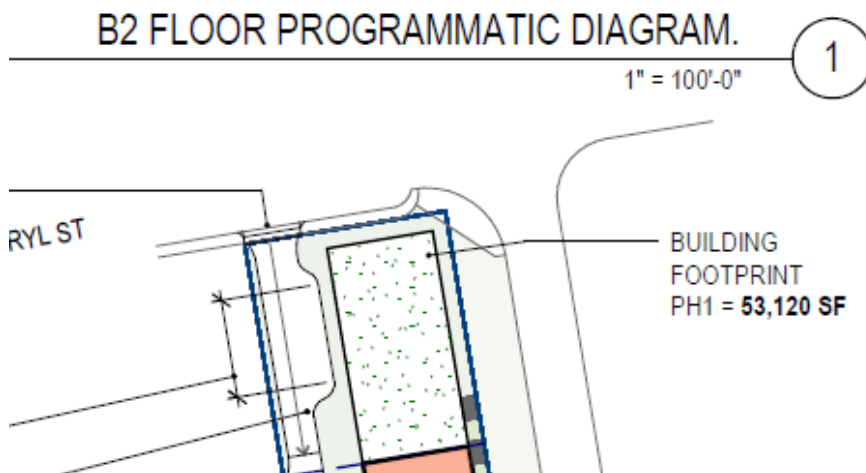 B2 FLOOR PROGRAMMATIC DIAGRAM.
1
1" = 100'-0"
RYL ST
BUILDING
FOOTPRINT
PH1 = 53,120 SF